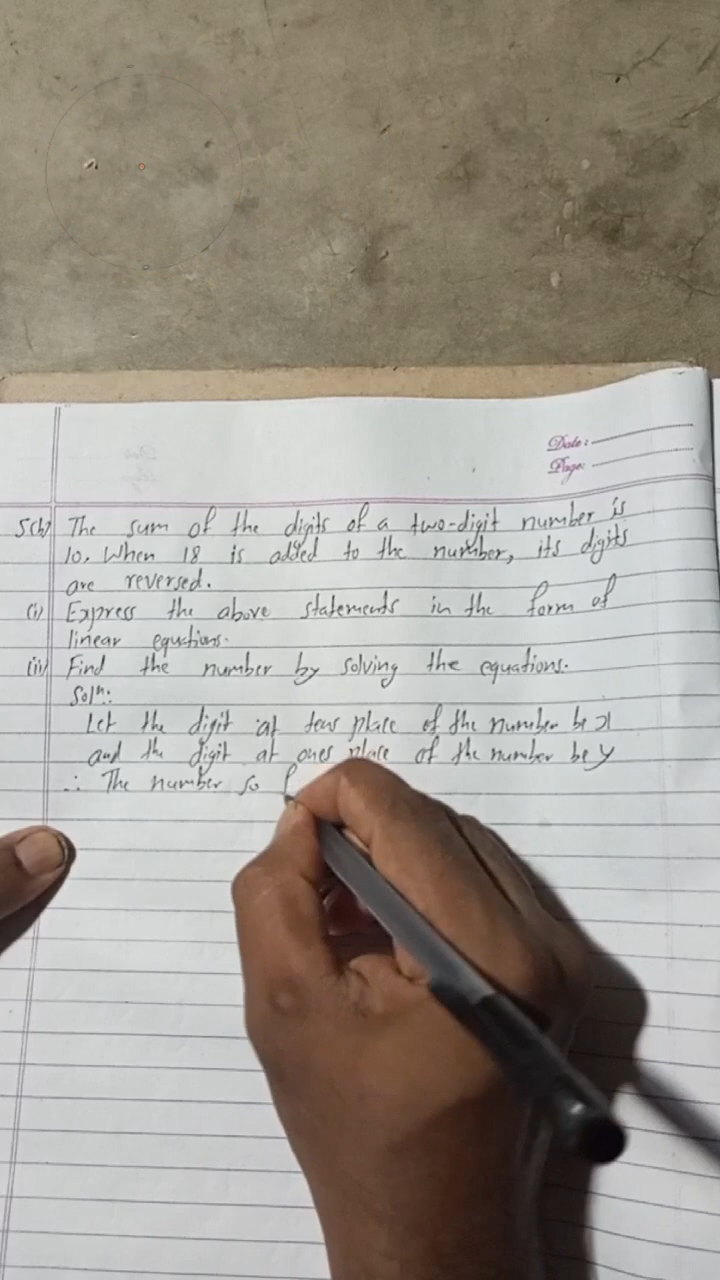 Date:
Page:
5(b) The sum of the digits of a two-digit number is
10. When 18 is added to the number, its digits
are reversed.
(i) Express the above statements in the form of
linear equations.
(ii) Find the number by solving the equations.
Solⁿ:
Let the digit at tens place of the number be x
and the digit at ones place of the number be y
∴ The number so